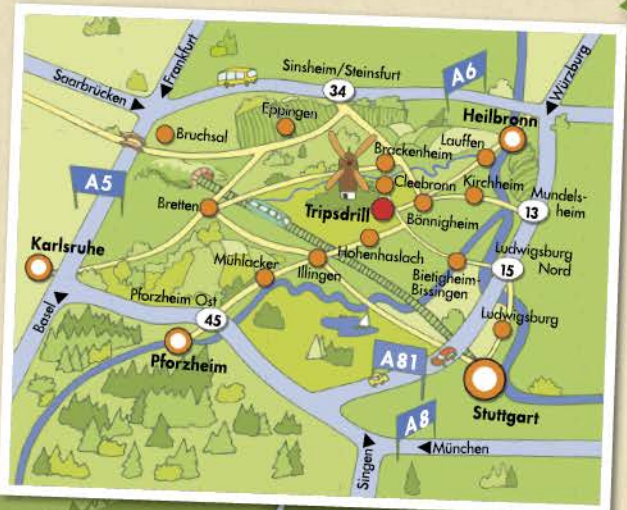 Saarbrücken
Frankfurt
Sinsheim/Steinsfurt
34
A6
Würzburg
Heilbronn
Eppingen
Bruchsal
Lauffen
Brackenheim
A5
Cleebronn
Kirchheim
Mundels-
heim
13
Bretten
Tripsdrill
Bönnigheim
Karlsruhe
Hohenhaslach
Ludwigsburg
Nord
15
Mühlacker
Illingen
Bietigheim-
Bissingen
Basel
Pforzheim Ost
45
Ludwigsburg
Pforzheim
A81
Stuttgart
A8
Singen
München